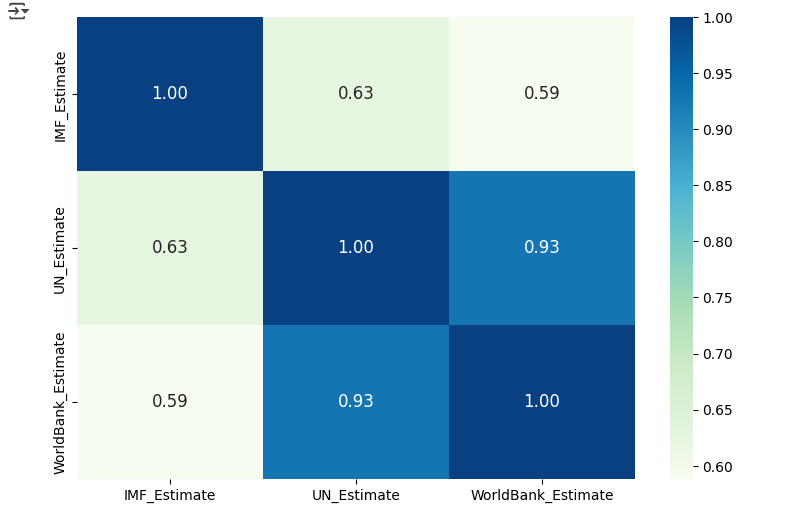 IMF_Estimate
1.00 0.63 0.59
UN_Estimate
0.63 1.00 0.93
WorldBank_Estimate
0.59 0.93 1.00
IMF_Estimate UN_Estimate WorldBank_Estimate
1.00
0.95
0.90
0.85
0.80
0.75
0.70
0.65
0.60